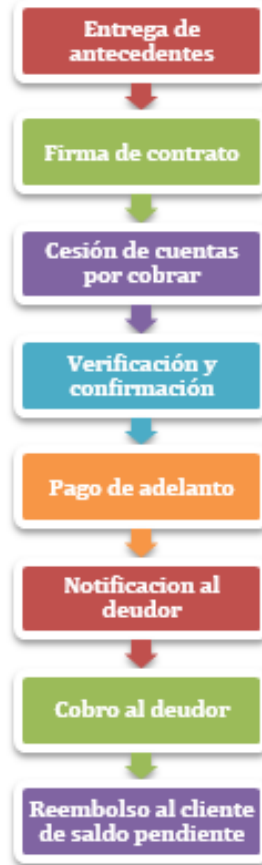 Entrega de
antecedentes
Firma de contrato
Cesión de cuentas
por cobrar
Verificación y
confirmación
Pago de adelanto
Notificacion al
deudor
Cobro al deudor
Reembolso al cliente
de saldo pendiente